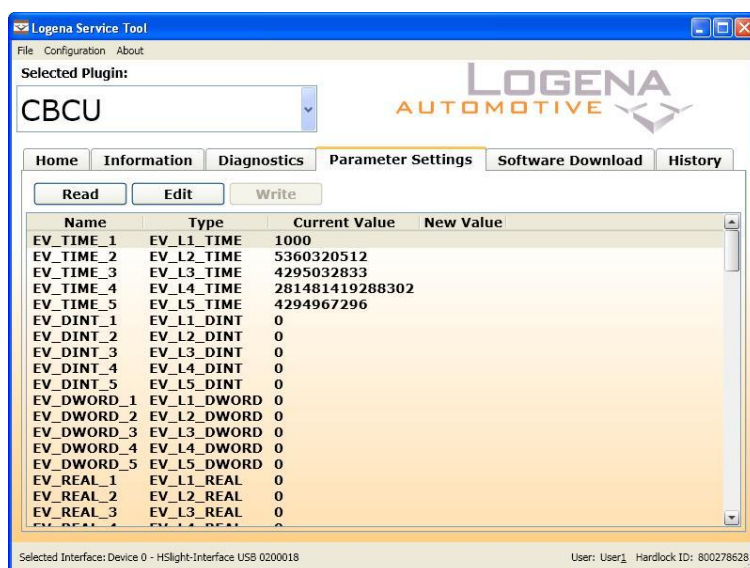 Logena Service Tool
File Configuration About
Selected Plugin:
CBCU
LOGENA
AUTOMOTIVE
Home Information Diagnostics Parameter Settings Software Download History
Read Edit Write
Name Type Current Value New Value
EV_TIME_1 EV_L1_TIME 1000
EV_TIME_2 EV_L2_TIME 5360320512
EV_TIME_3 EV_L3_TIME 4295032833
EV_TIME_4 EV_L4_TIME 281481419288302
EV_TIME_5 EV_L5_TIME 4294967296
EV_DINT_1 EV_L1_DINT 0
EV_DINT_2 EV_L2_DINT 0
EV_DINT_3 EV_L3_DINT 0
EV_DINT_4 EV_L4_DINT 0
EV_DINT_5 EV_L5_DINT 0
EV_DWORD_1 EV_L1_DWORD 0
EV_DWORD_2 EV_L2_DWORD 0
EV_DWORD_3 EV_L3_DWORD 0
EV_DWORD_4 EV_L4_DWORD 0
EV_DWORD_5 EV_L5_DWORD 0
EV_REAL_1 EV_L1_REAL 0
EV_REAL_2 EV_L2_REAL 0
EV_REAL_3 EV_L3_REAL 0
Selected Interface: Device 0 - HSlight-Interface USB 0200018 User: User1 Hardlock ID: 800278628